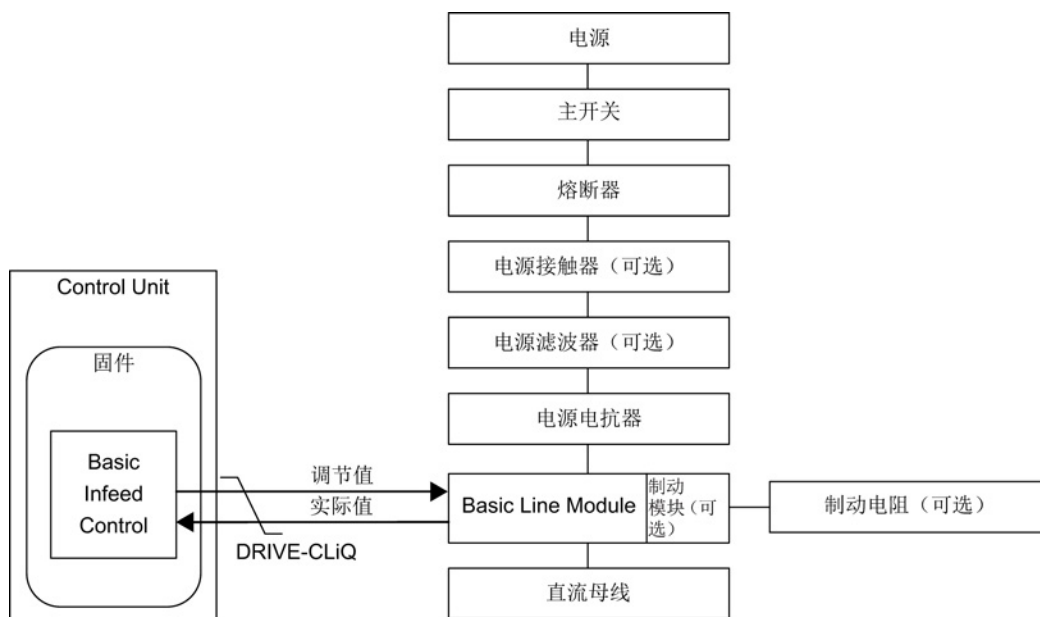 电源
主开关
熔断器
电源接触器（可选）
电源滤波器（可选）
电源电抗器
Control Unit
固件
Basic
Infeed
Control
调节值
实际值
DRIVE-CLiQ
Basic Line Module
制动
模块（可
选）
制动电阻（可选）
直流母线